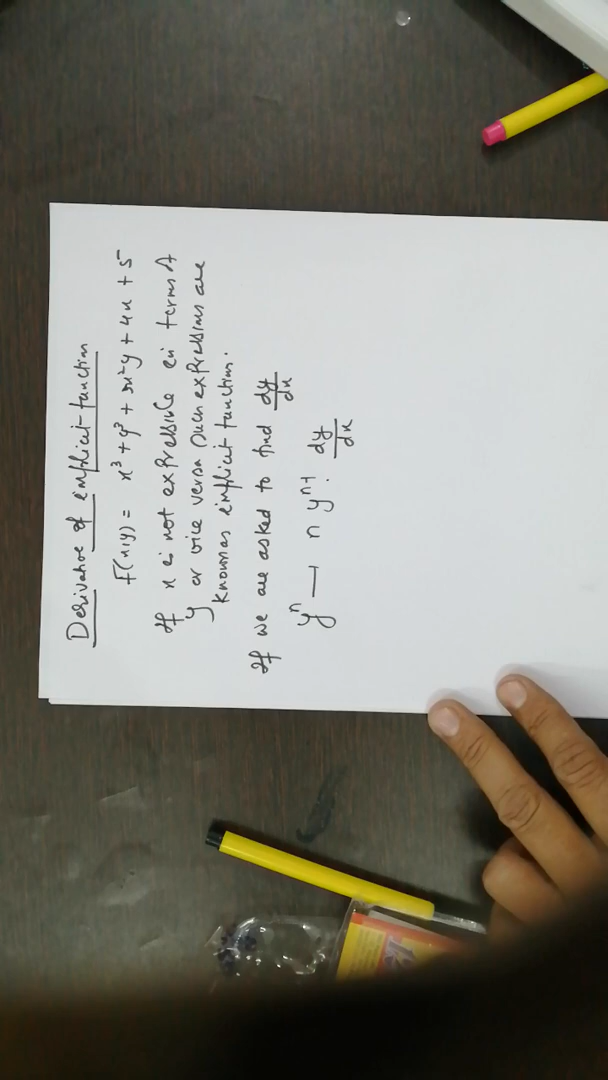 Derivative of implicit function
f(x,y) = x³ + y³ + 3x²y + 4x + 5
If x is not expressible in terms of
y or vice versa such expressions are
known as implicit function.
If we are asked to find dy/dx
yⁿ — n yⁿ⁻¹ . dy/dx